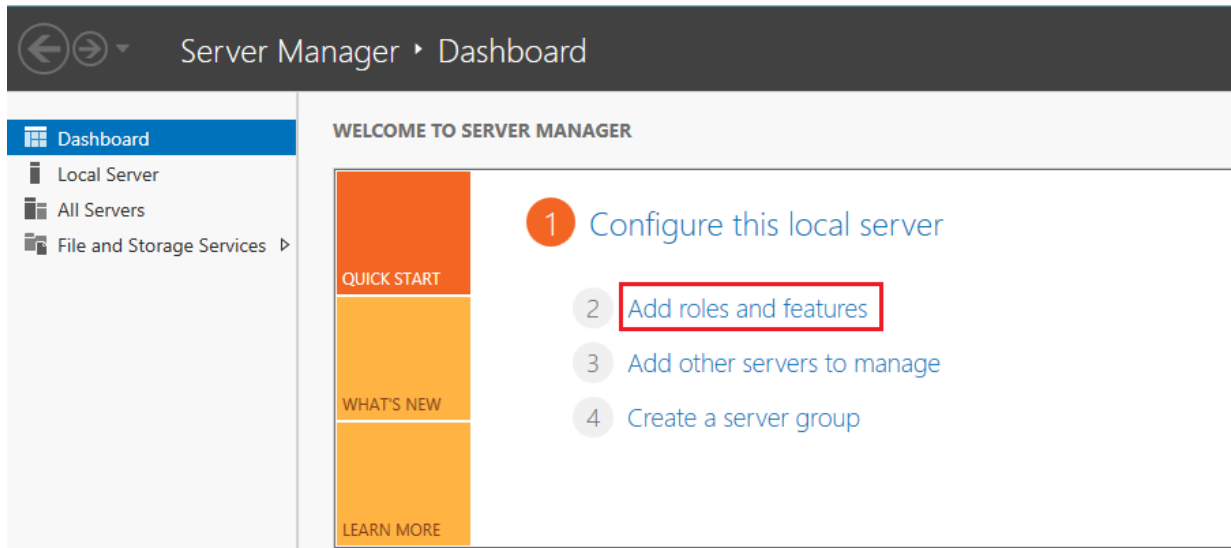 Server Manager ‣ Dashboard
Dashboard
Local Server
All Servers
File and Storage Services
WELCOME TO SERVER MANAGER
QUICK START
WHAT'S NEW
LEARN MORE
1 Configure this local server
2 Add roles and features
3 Add other servers to manage
4 Create a server group